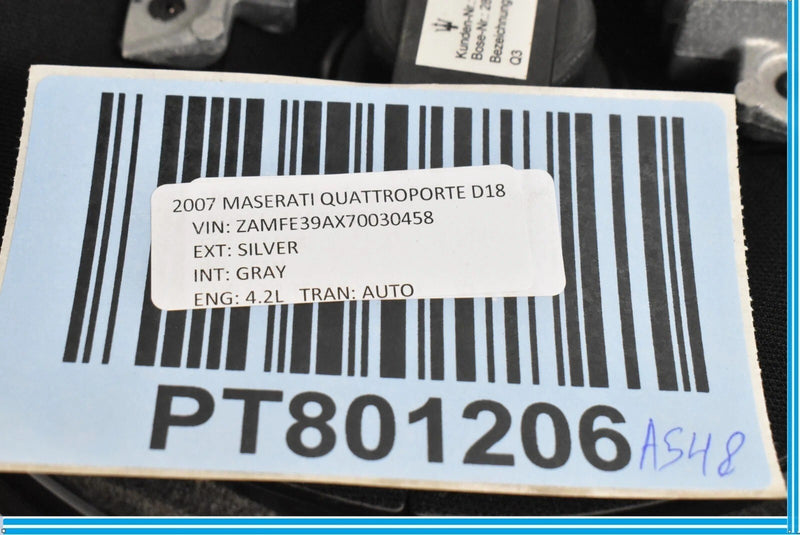 Kunden-Nr.
Bose-Nr.: 28
Bezeichnung
Q3
2007 MASERATI QUATTROPORTE D18
VIN: ZAMFE39AX70030458
EXT: SILVER
INT: GRAY
ENG: 4.2L TRAN: AUTO
PT801206
A548